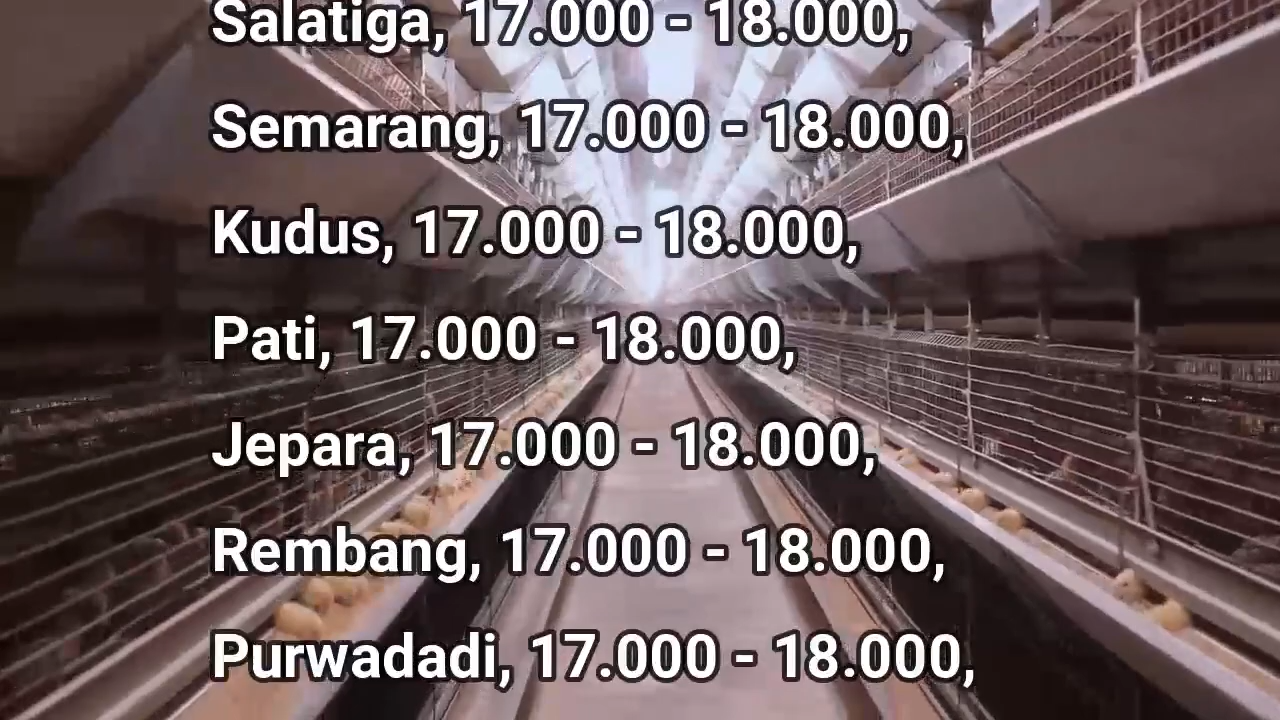 Salatiga, 17.000 - 18.000,
Semarang, 17.000 - 18.000,
Kudus, 17.000 - 18.000,
Pati, 17.000 - 18.000,
Jepara, 17.000 - 18.000,
Rembang, 17.000 - 18.000,
Purwadadi, 17.000 - 18.000,